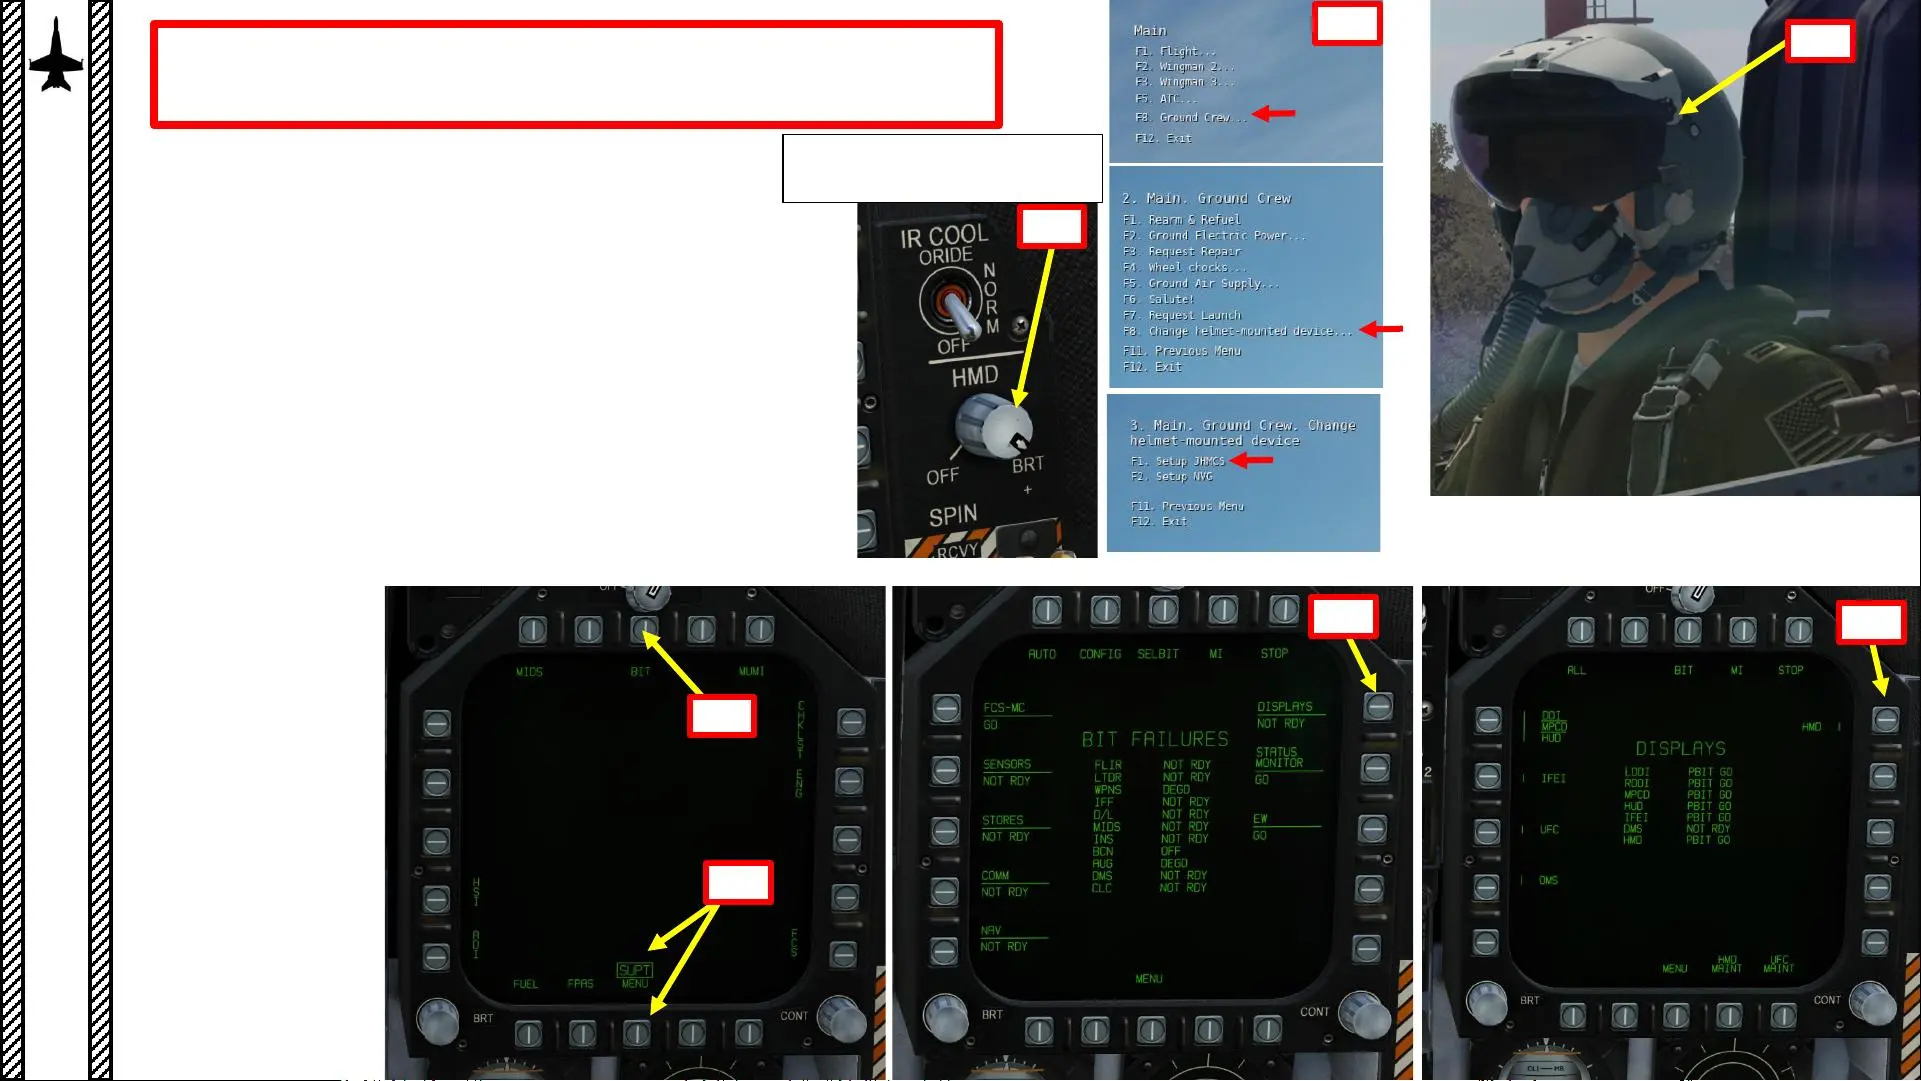 Main
F1. Flight...
F2. Wingman 2...
F3. Wingman 3...
F5. ATC...
F8. Ground Crew...
F12. Exit
2. Main. Ground Crew
F1. Rearm & Refuel
F2. Ground Electric Power...
F3. Request Repair
F4. Wheel chocks...
F5. Ground Air Supply...
F6. Salute!
F7. Request Launch
F8. Change helmet-mounted device...
F11. Previous Menu
F12. Exit
3. Main. Ground Crew. Change
helmet-mounted device
F1. Setup JHMCS
F2. Setup NVG
F11. Previous Menu
F12. Exit
IR COOL
ORIDE
NORM
OFF
HMD
OFF
BRT
+
SPIN
RCVY
MIDS BIT MUMI
CHKLST
ENG
HSI
ADI
FCS
SUPT
FUEL FPAS MENU
BRT CONT
AUTO CONFIG SELBIT MI STOP
FCS-MC
GO
SENSORS
NOT RDY
STORES
NOT RDY
COMM
NOT RDY
NAV
NOT RDY
BIT FAILURES
FLIR NOT RDY
LTDR NOT RDY
WPNS DEGD
IFF NOT RDY
D/L NOT RDY
MIDS NOT RDY
INS NOT RDY
BCN OFF
AUG DEGD
DMS NOT RDY
CLC NOT RDY
DISPLAYS
NOT RDY
STATUS
MONITOR
GO
EW
GO
MENU
BRT CONT
2
ALL BIT MI STOP
DDI
MPCD
HUD
HMD
IFEI
UFC
DMS
DISPLAYS
LDDI PBIT GO
RDDI PBIT GO
MPCD PBIT GO
HUD PBIT GO
IFEI PBIT GO
DMS NOT RDY
HMD PBIT GO
MENU
HMD
MAINT
UFC
MAINT
BRT CONT